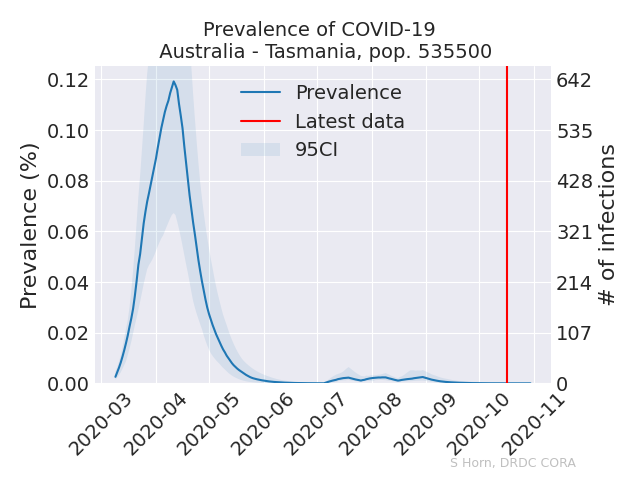 Prevalence of COVID-19
Australia - Tasmania, pop. 535500
Prevalence
Latest data
95CI
Prevalence (%)
0.12
0.10
0.08
0.06
0.04
0.02
0.00
642
535
428
321
214
107
0
# of infections
2020-03
2020-04
2020-05
2020-06
2020-07
2020-08
2020-09
2020-10
2020-11
S Horn, DRDC CORA